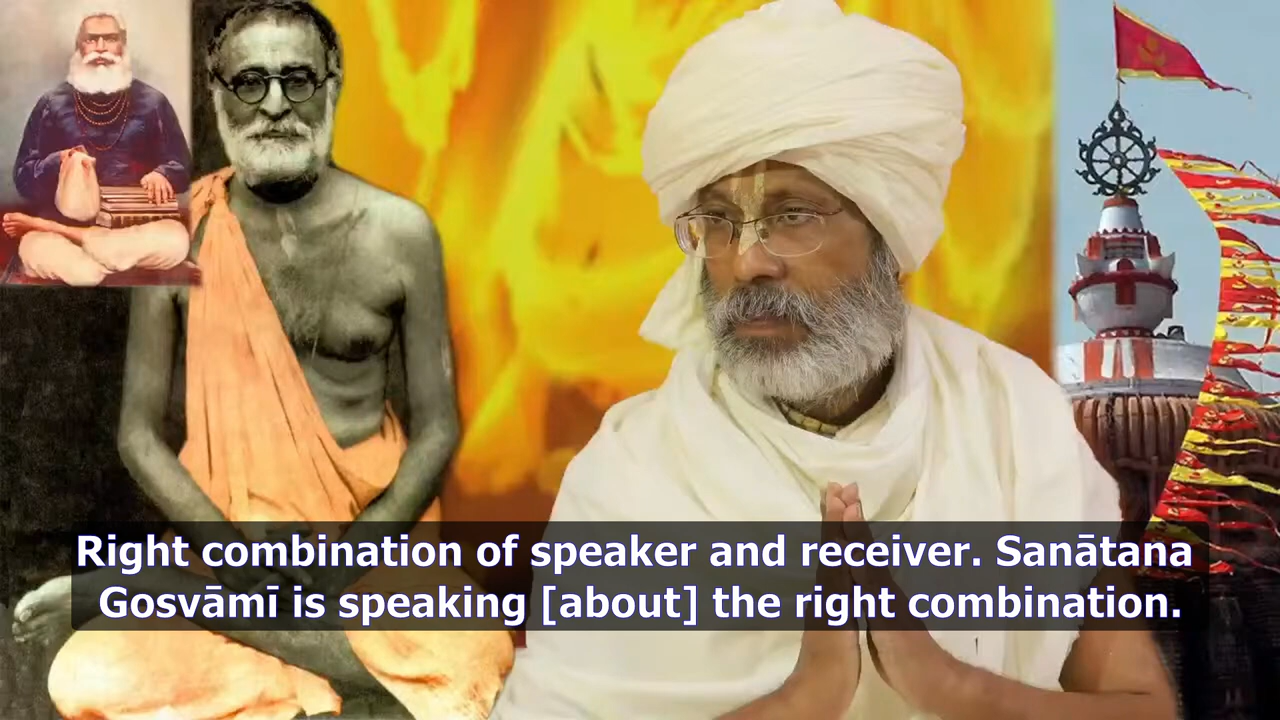 Right combination of speaker and receiver. Sanātana
Gosvāmī is speaking [about] the right combination.